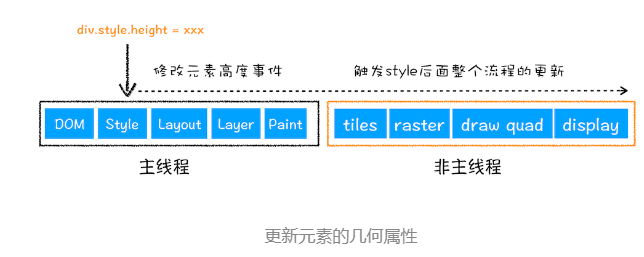 div.style.height = xxx
修改元素高度事件 触发style后面整个流程的更新
DOM Style Layout Layer Paint tiles raster draw quad display
主线程 非主线程
更新元素的几何属性